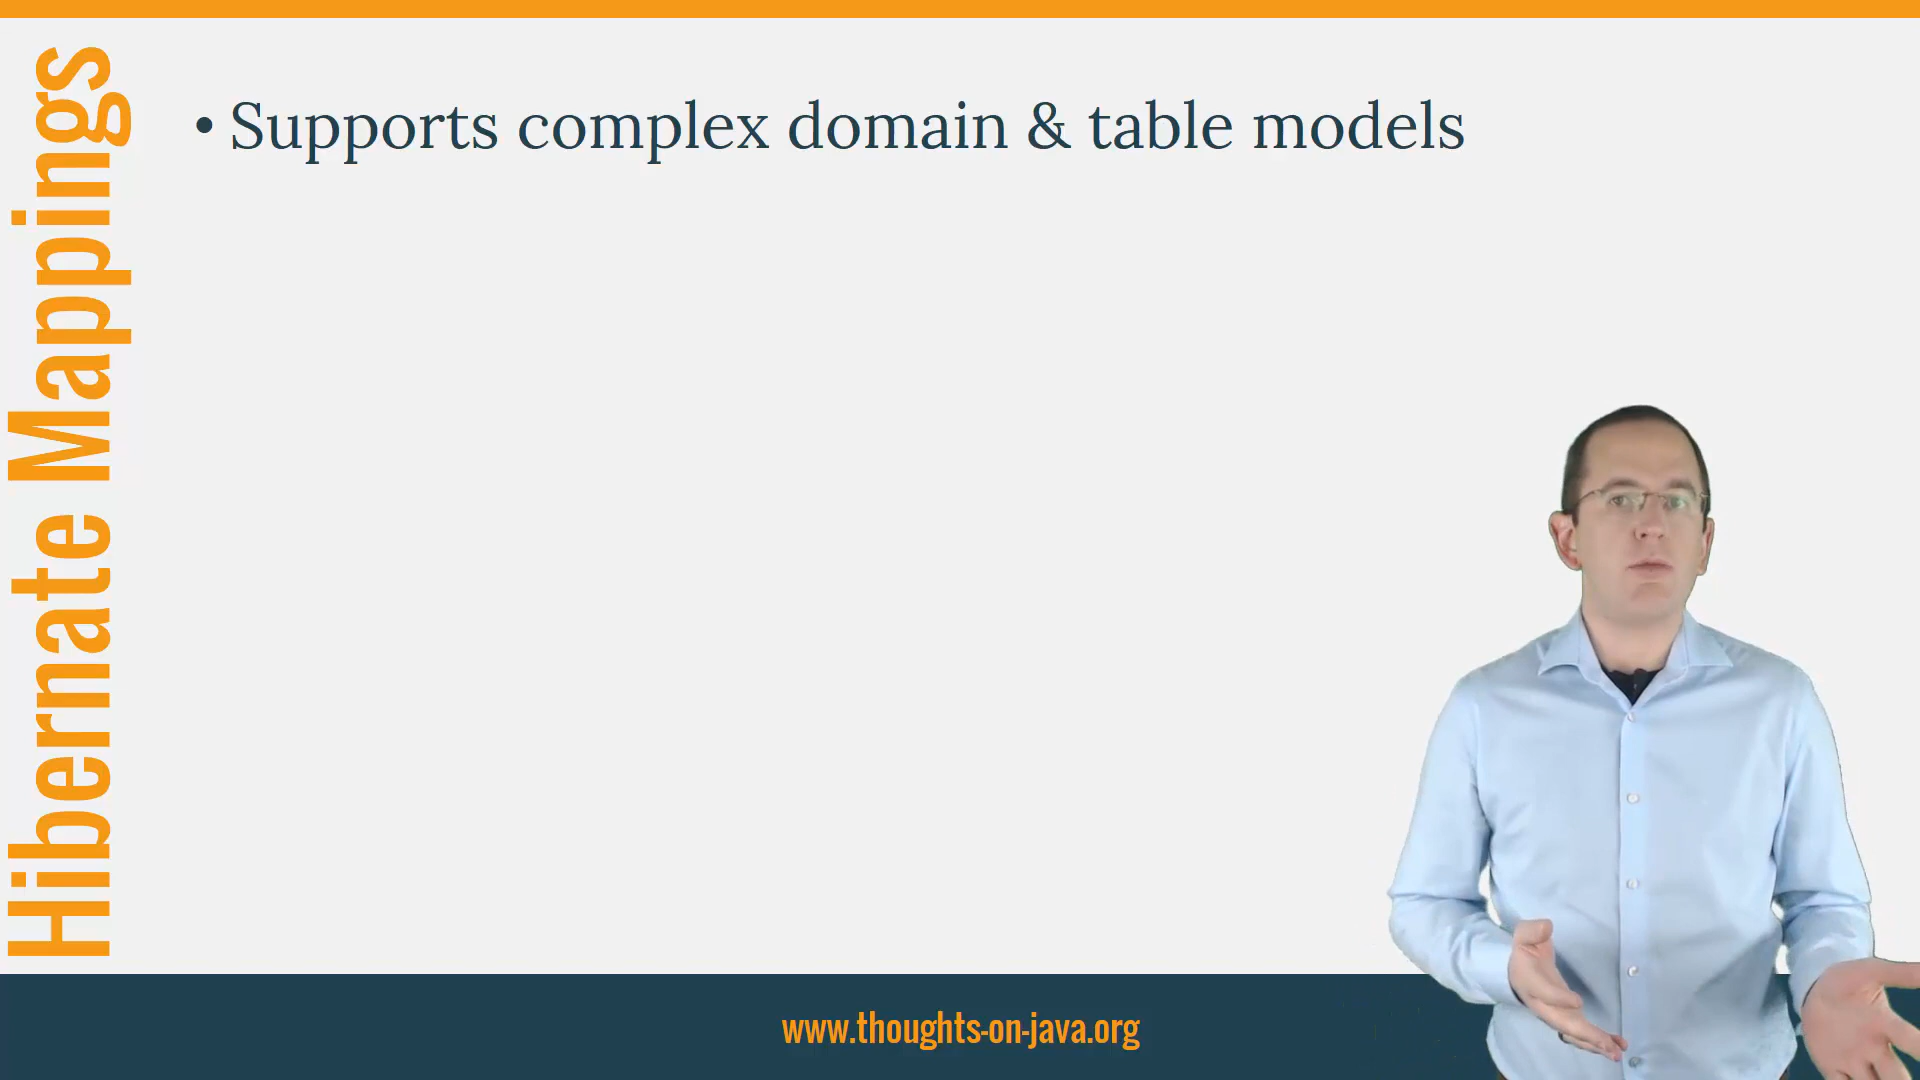 Hibernate Mappings
• Supports complex domain & table models
www.thoughts-on-java.org